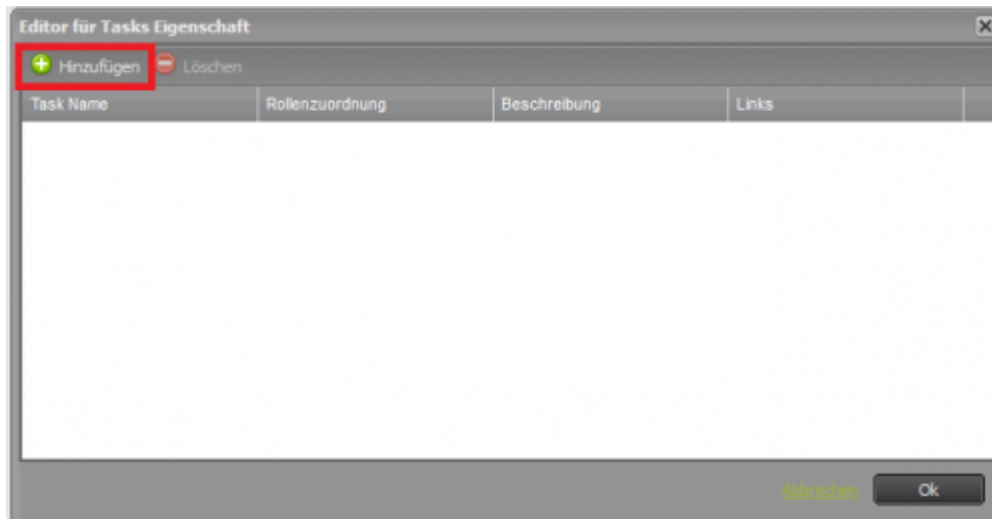 Editor für Tasks Eigenschaft
Hinzufügen Löschen
Task Name Rollenzuordnung Beschreibung Links
Abbrechen Ok